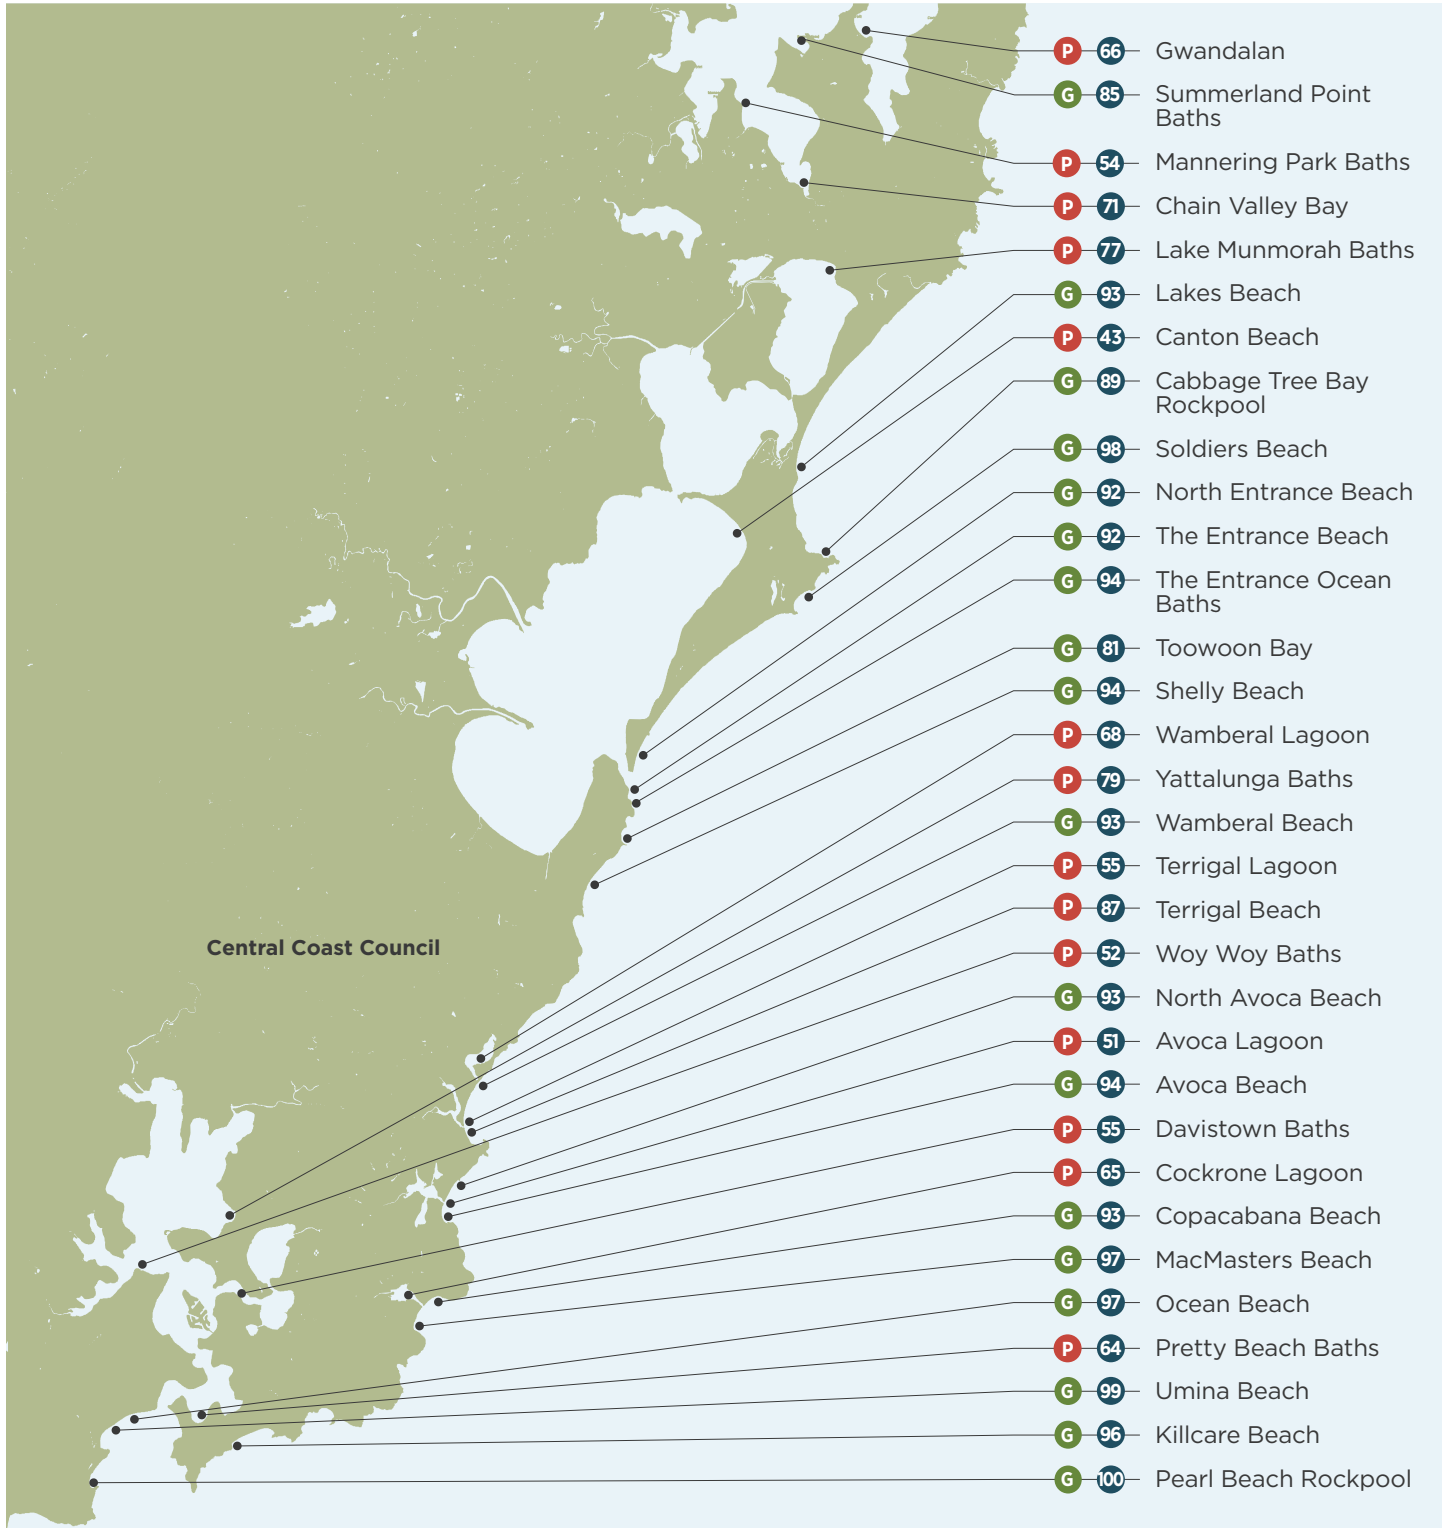 P 66 Gwandalan
G 85 Summerland Point
Baths
P 54 Mannering Park Baths
P 71 Chain Valley Bay
P 77 Lake Munmorah Baths
G 93 Lakes Beach
P 43 Canton Beach
G 89 Cabbage Tree Bay
Rockpool
G 98 Soldiers Beach
G 92 North Entrance Beach
G 92 The Entrance Beach
G 94 The Entrance Ocean
Baths
G 81 Toowoon Bay
G 94 Shelly Beach
P 68 Wamberal Lagoon
P 79 Yattalunga Baths
G 93 Wamberal Beach
P 55 Terrigal Lagoon
P 87 Terrigal Beach
Central Coast Council
P 52 Woy Woy Baths
G 93 North Avoca Beach
P 51 Avoca Lagoon
G 94 Avoca Beach
P 55 Davistown Baths
P 65 Cockrone Lagoon
G 93 Copacabana Beach
G 97 MacMasters Beach
G 97 Ocean Beach
P 64 Pretty Beach Baths
G 99 Umina Beach
G 96 Killcare Beach
G 100 Pearl Beach Rockpool